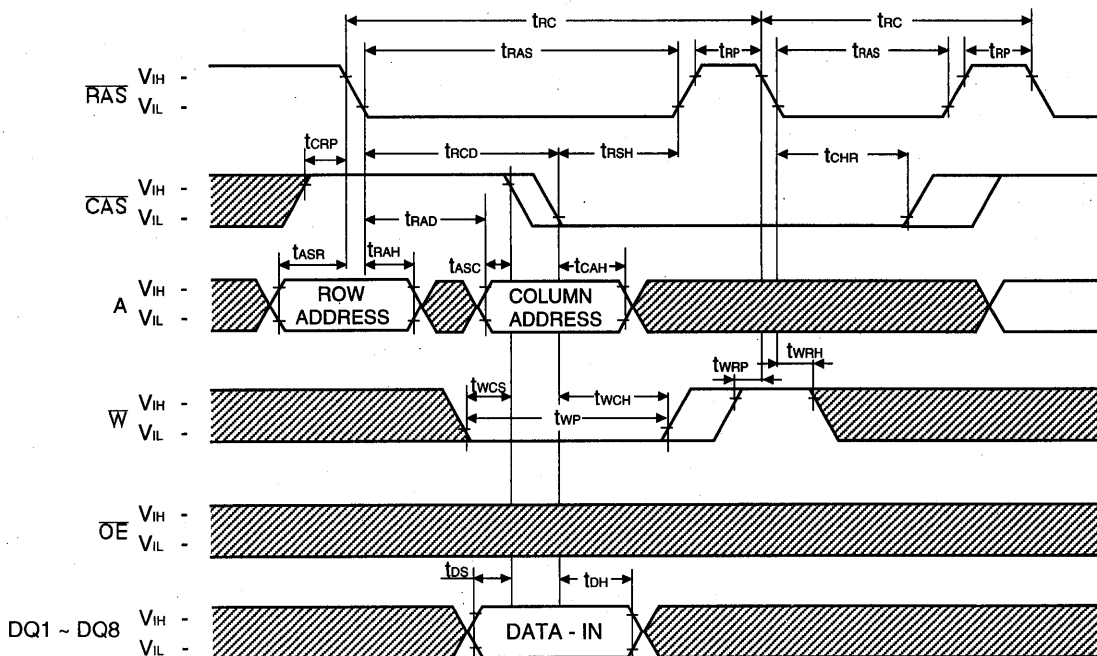 tRC tRC
tRAS tRP tRAS tRP
RAS VIH -
VIL -
tCRP tRCD tRSH tCHR
CAS VIH -
VIL -
tRAD
tASR tRAH tASC tCAH
A VIH -
VIL -
ROW ADDRESS
COLUMN ADDRESS
tWRP tWRH
tWCS tWCH
tWP
W VIH -
VIL -
OE VIH -
VIL -
tDS tDH
DQ1 ~ DQ8 VIH -
VIL -
DATA - IN